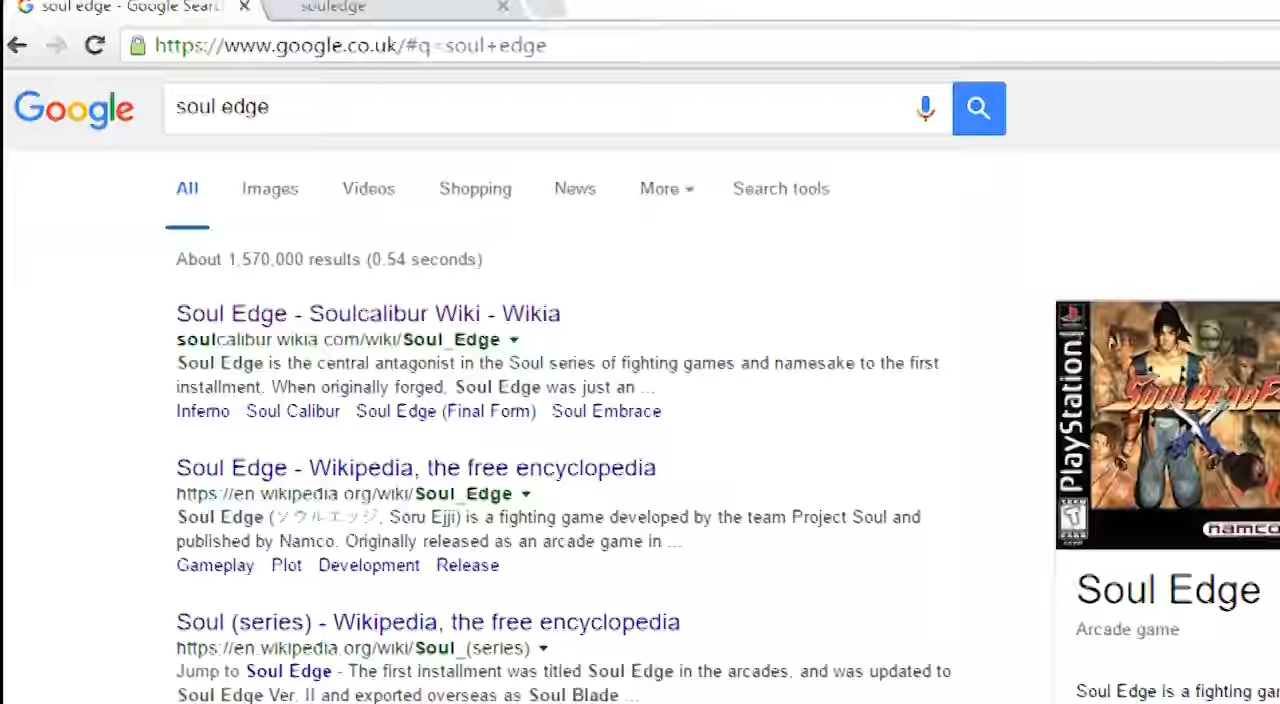 soul edge - Google Sear
souledge
https://www.google.co.uk/#q=soul+edge
Google
soul edge
All Images Videos Shopping News More Search tools
About 1,570,000 results (0.54 seconds)
Soul Edge - Soulcalibur Wiki - Wikia
soulcalibur.wikia.com/wiki/Soul_Edge
Soul Edge is the central antagonist in the Soul series of fighting games and namesake to the first
installment. When originally forged, Soul Edge was just an ...
Inferno Soul Calibur Soul Edge (Final Form) Soul Embrace
Soul Edge - Wikipedia, the free encyclopedia
https://en.wikipedia.org/wiki/Soul_Edge
Soul Edge (ソウルエッジ, Soru Ejji) is a fighting game developed by the team Project Soul and
published by Namco. Originally released as an arcade game in ...
Gameplay Plot Development Release
Soul (series) - Wikipedia, the free encyclopedia
https://en.wikipedia.org/wiki/Soul_(series)
Jump to Soul Edge - The first installment was titled Soul Edge in the arcades, and was updated to
Soul Edge Ver. II and exported overseas as Soul Blade ...
PlayStation
SOUL BLADE
T
namco
Soul Edge
Arcade game
Soul Edge is a fighting gar